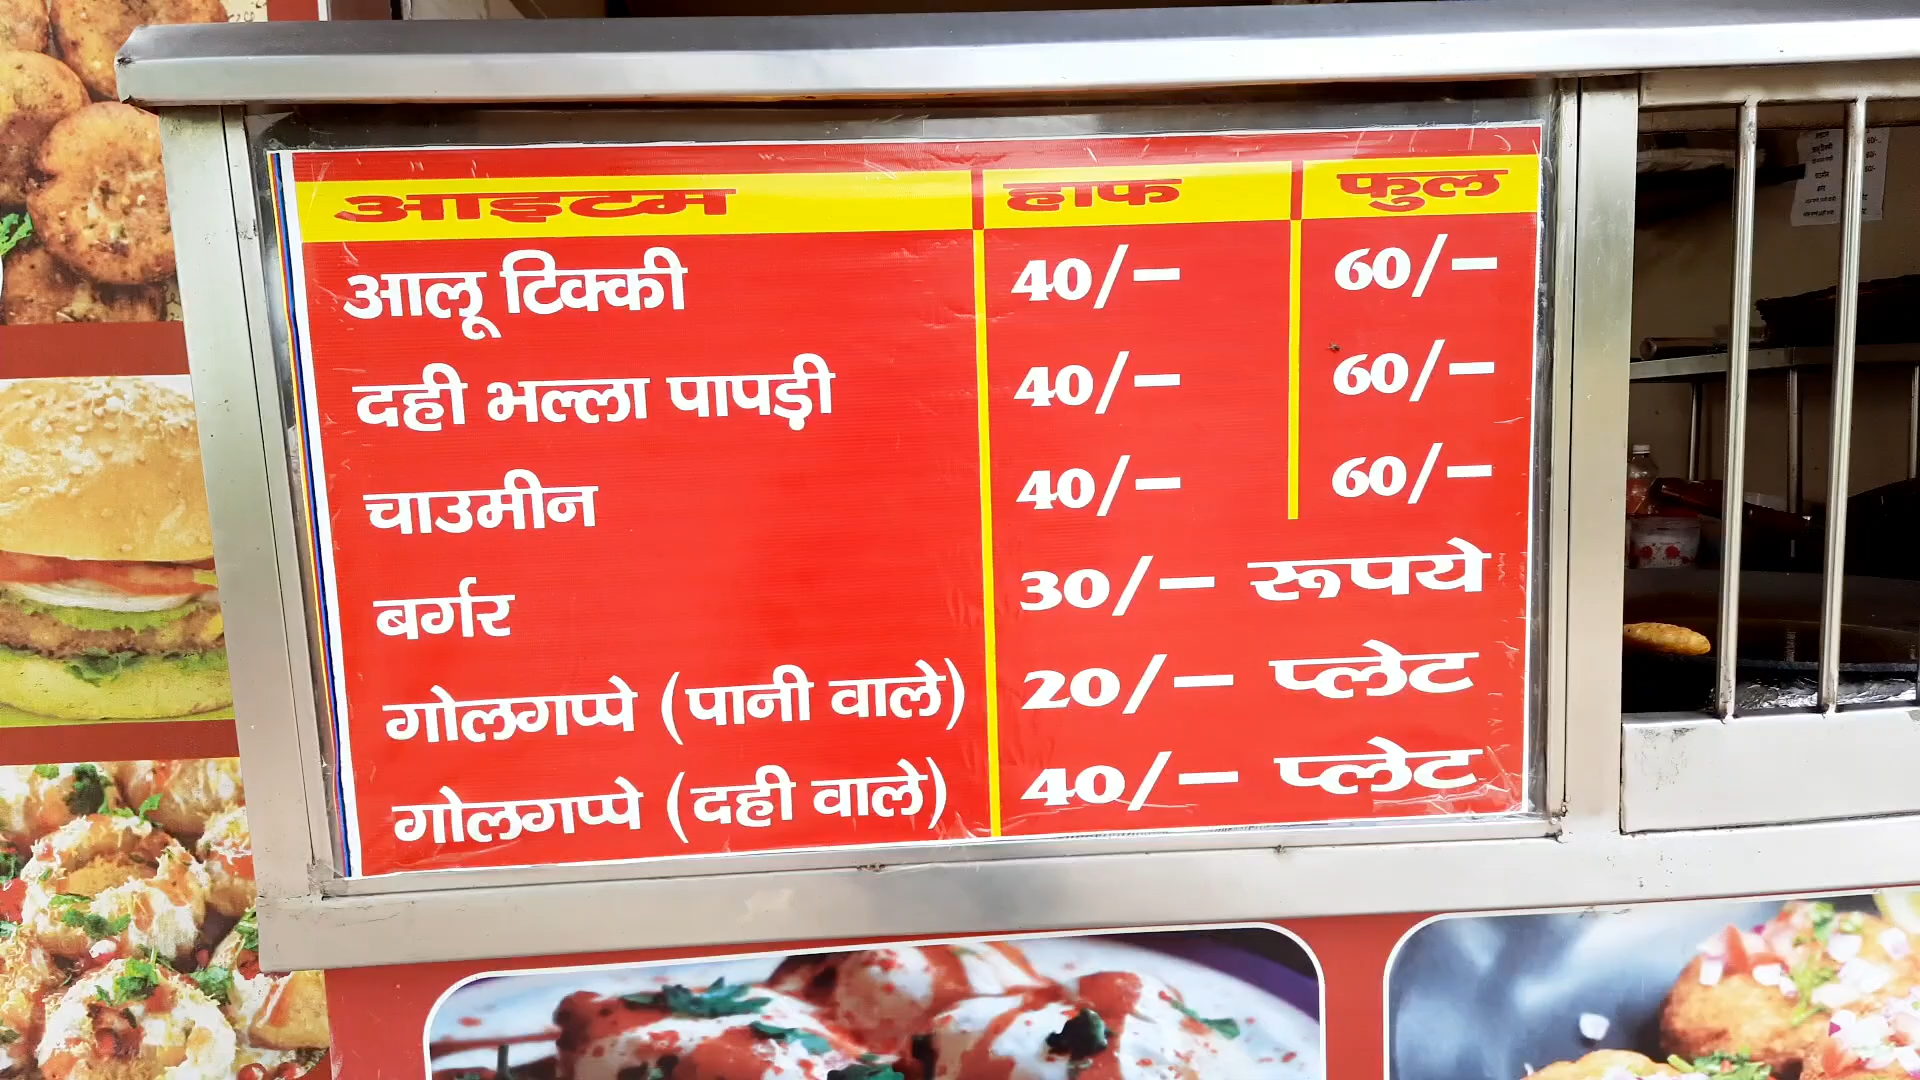 आइटम हाफ फुल
आलू टिक्की 40/- 60/-
दही भल्ला पापड़ी 40/- 60/-
चाउमीन 40/- 60/-
बर्गर 30/- रूपये
गोलगप्पे (पानी वाले) 20/- प्लेट
गोलगप्पे (दही वाले) 40/- प्लेट